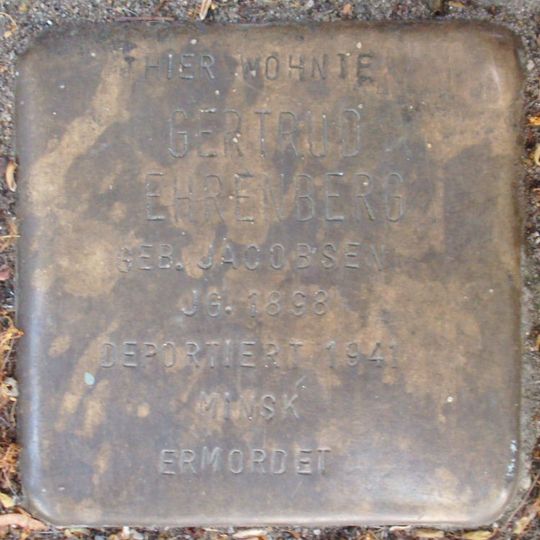 HIER WOHNTE
GERTRUD
EHRENBERG
GEB. JACOBSEN
JG. 1898
DEPORTIERT 1941
MINSK
ERMORDET